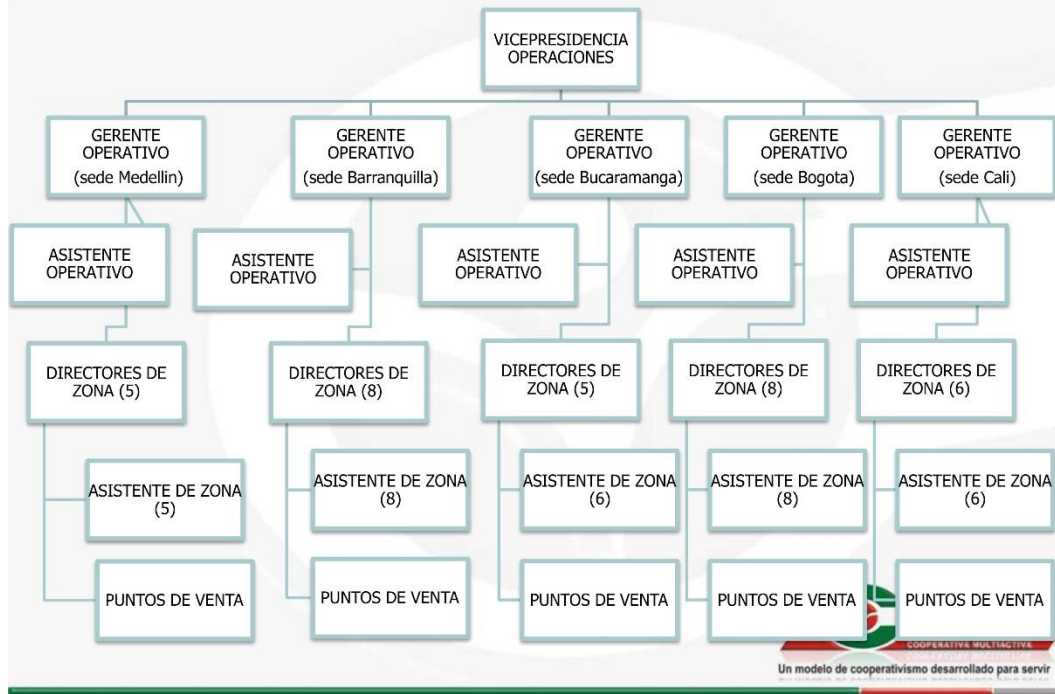 VICEPRESIDENCIA
OPERACIONES
GERENTE
OPERATIVO
(sede Medellin)
GERENTE
OPERATIVO
(sede Barranquilla)
GERENTE
OPERATIVO
(sede Bucaramanga)
GERENTE
OPERATIVO
(sede Bogota)
GERENTE
OPERATIVO
(sede Cali)
ASISTENTE
OPERATIVO
ASISTENTE
OPERATIVO
ASISTENTE
OPERATIVO
ASISTENTE
OPERATIVO
ASISTENTE
OPERATIVO
DIRECTORES DE
ZONA (5)
DIRECTORES DE
ZONA (8)
DIRECTORES DE
ZONA (5)
DIRECTORES DE
ZONA (8)
DIRECTORES DE
ZONA (6)
ASISTENTE DE ZONA
(5)
ASISTENTE DE ZONA
(8)
ASISTENTE DE ZONA
(6)
ASISTENTE DE ZONA
(8)
ASISTENTE DE ZONA
(6)
PUNTOS DE VENTA
PUNTOS DE VENTA
PUNTOS DE VENTA
PUNTOS DE VENTA
PUNTOS DE VENTA
COOPERATIVA MULTIACTIVA
Un modelo de cooperativismo desarrollado para servir